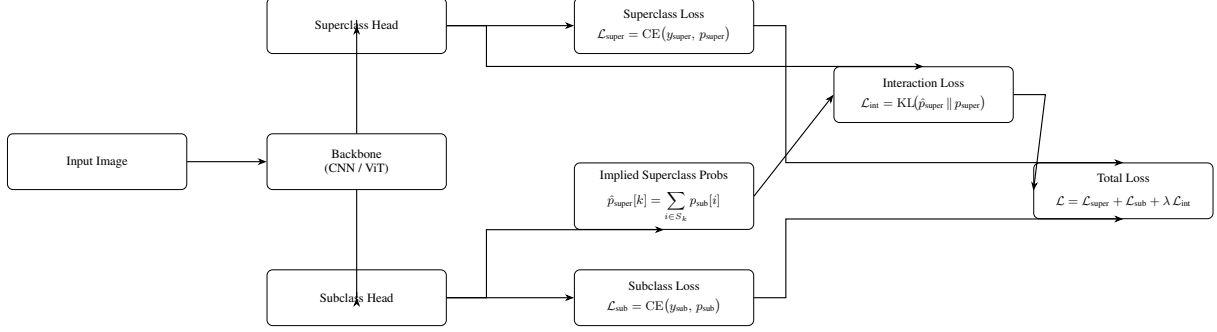 Superclass Head
Superclass Loss
ℒ_super = CE(y_super, p_super)
Interaction Loss
ℒ_int = KL(p̂_super ∥ p_super)
Input Image
Backbone
(CNN / ViT)
Implied Superclass Probs
p̂_super[k] = ∑_{i∈S_k} p_sub[i]
Total Loss
ℒ = ℒ_super + ℒ_sub + λ ℒ_int
Subclass Head
Subclass Loss
ℒ_sub = CE(y_sub, p_sub)